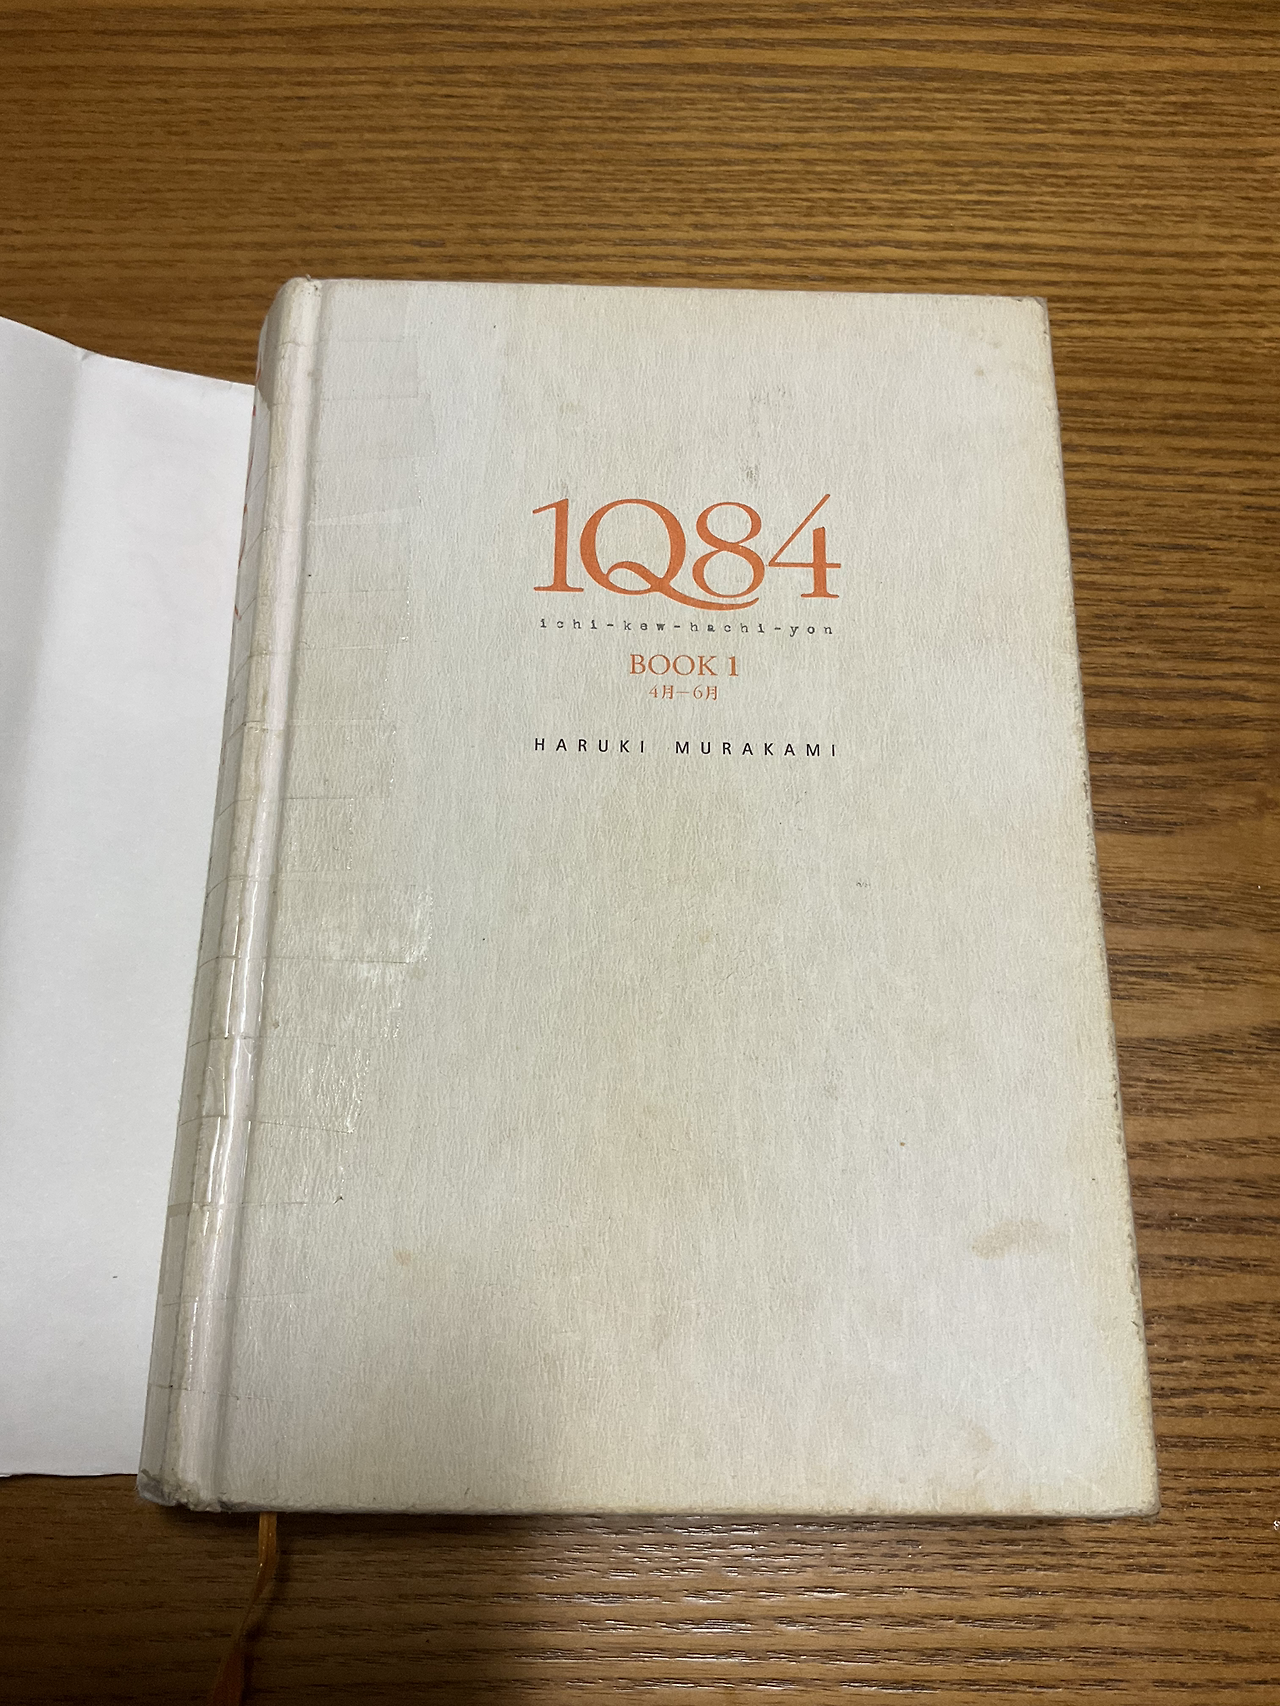 1Q84
ichi-kew-hachi-yon
BOOK 1
4月—6月
HARUKI MURAKAMI